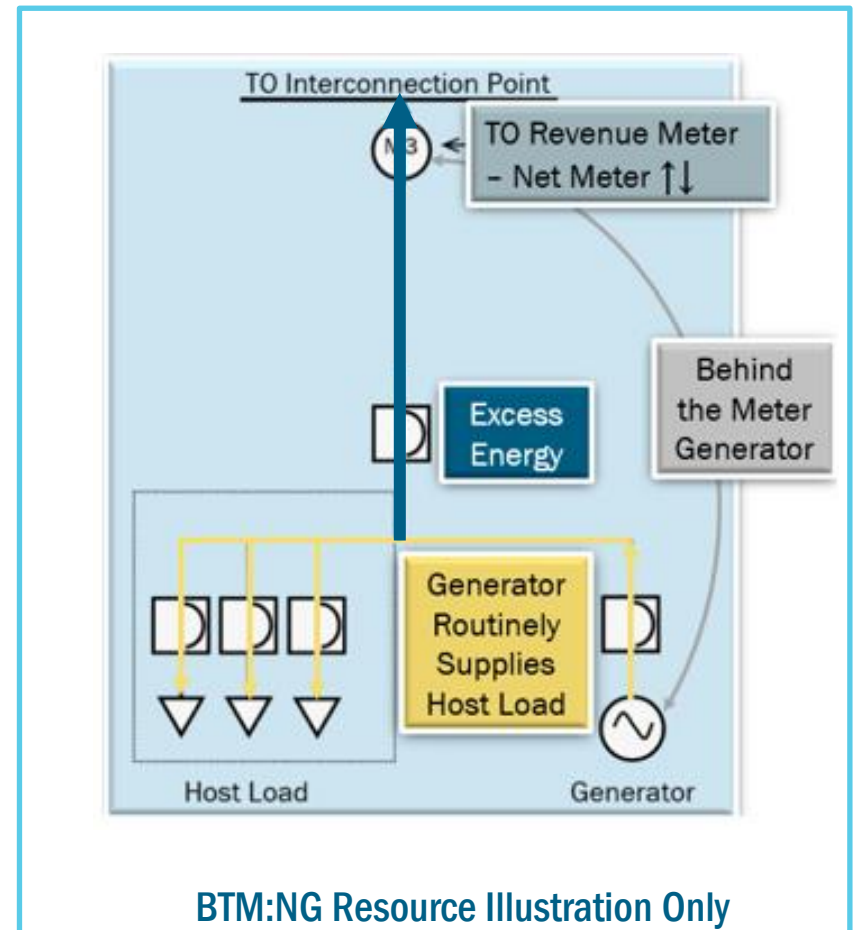 TO Interconnection Point
M3
TO Revenue Meter
– Net Meter ↑↓
Behind
the Meter
Generator
Excess
Energy
Generator
Routinely
Supplies
Host Load
Host Load
Generator
BTM:NG Resource Illustration Only